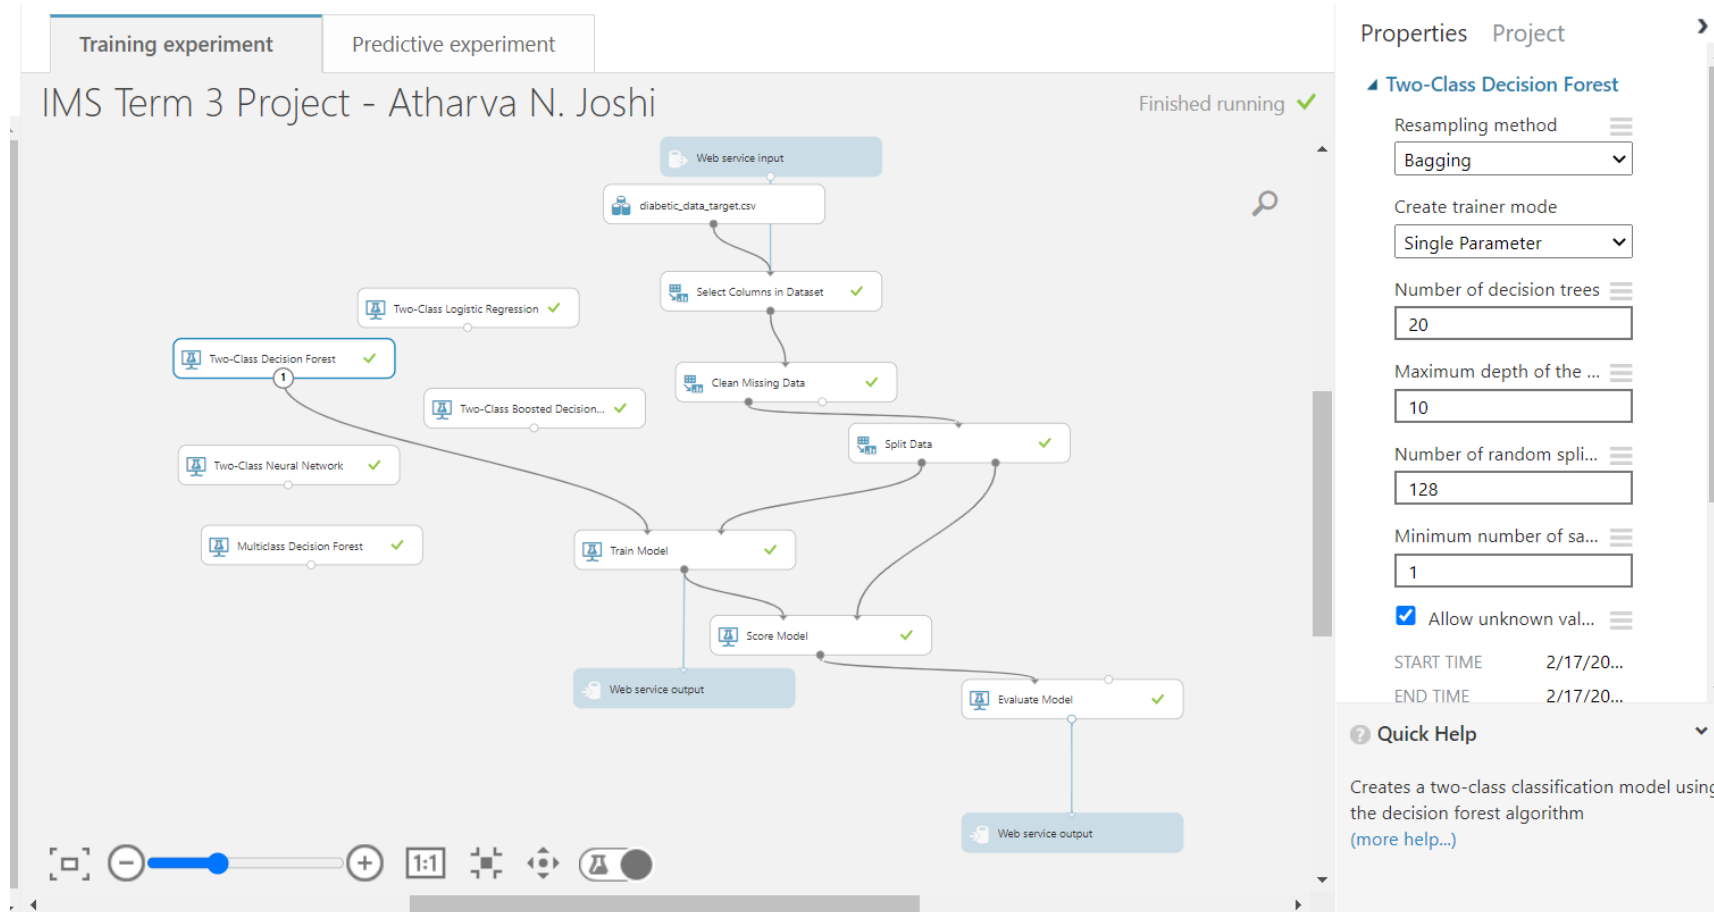 Training experiment
Predictive experiment
IMS Term 3 Project - Atharva N. Joshi
Finished running
Web service input
diabetic_data_target.csv
Select Columns in Dataset
Two-Class Logistic Regression
Two-Class Decision Forest
1
Clean Missing Data
Two-Class Boosted Decision...
Split Data
Two-Class Neural Network
Multiclass Decision Forest
Train Model
Score Model
Web service output
Evaluate Model
Web service output
1:1
Properties
Project
Two-Class Decision Forest
Resampling method
Bagging
Create trainer mode
Single Parameter
Number of decision trees
20
Maximum depth of the ...
10
Number of random spli...
128
Minimum number of sa...
1
Allow unknown val...
START TIME 2/17/20...
END TIME 2/17/20...
? Quick Help
Creates a two-class classification model using
the decision forest algorithm
(more help...)